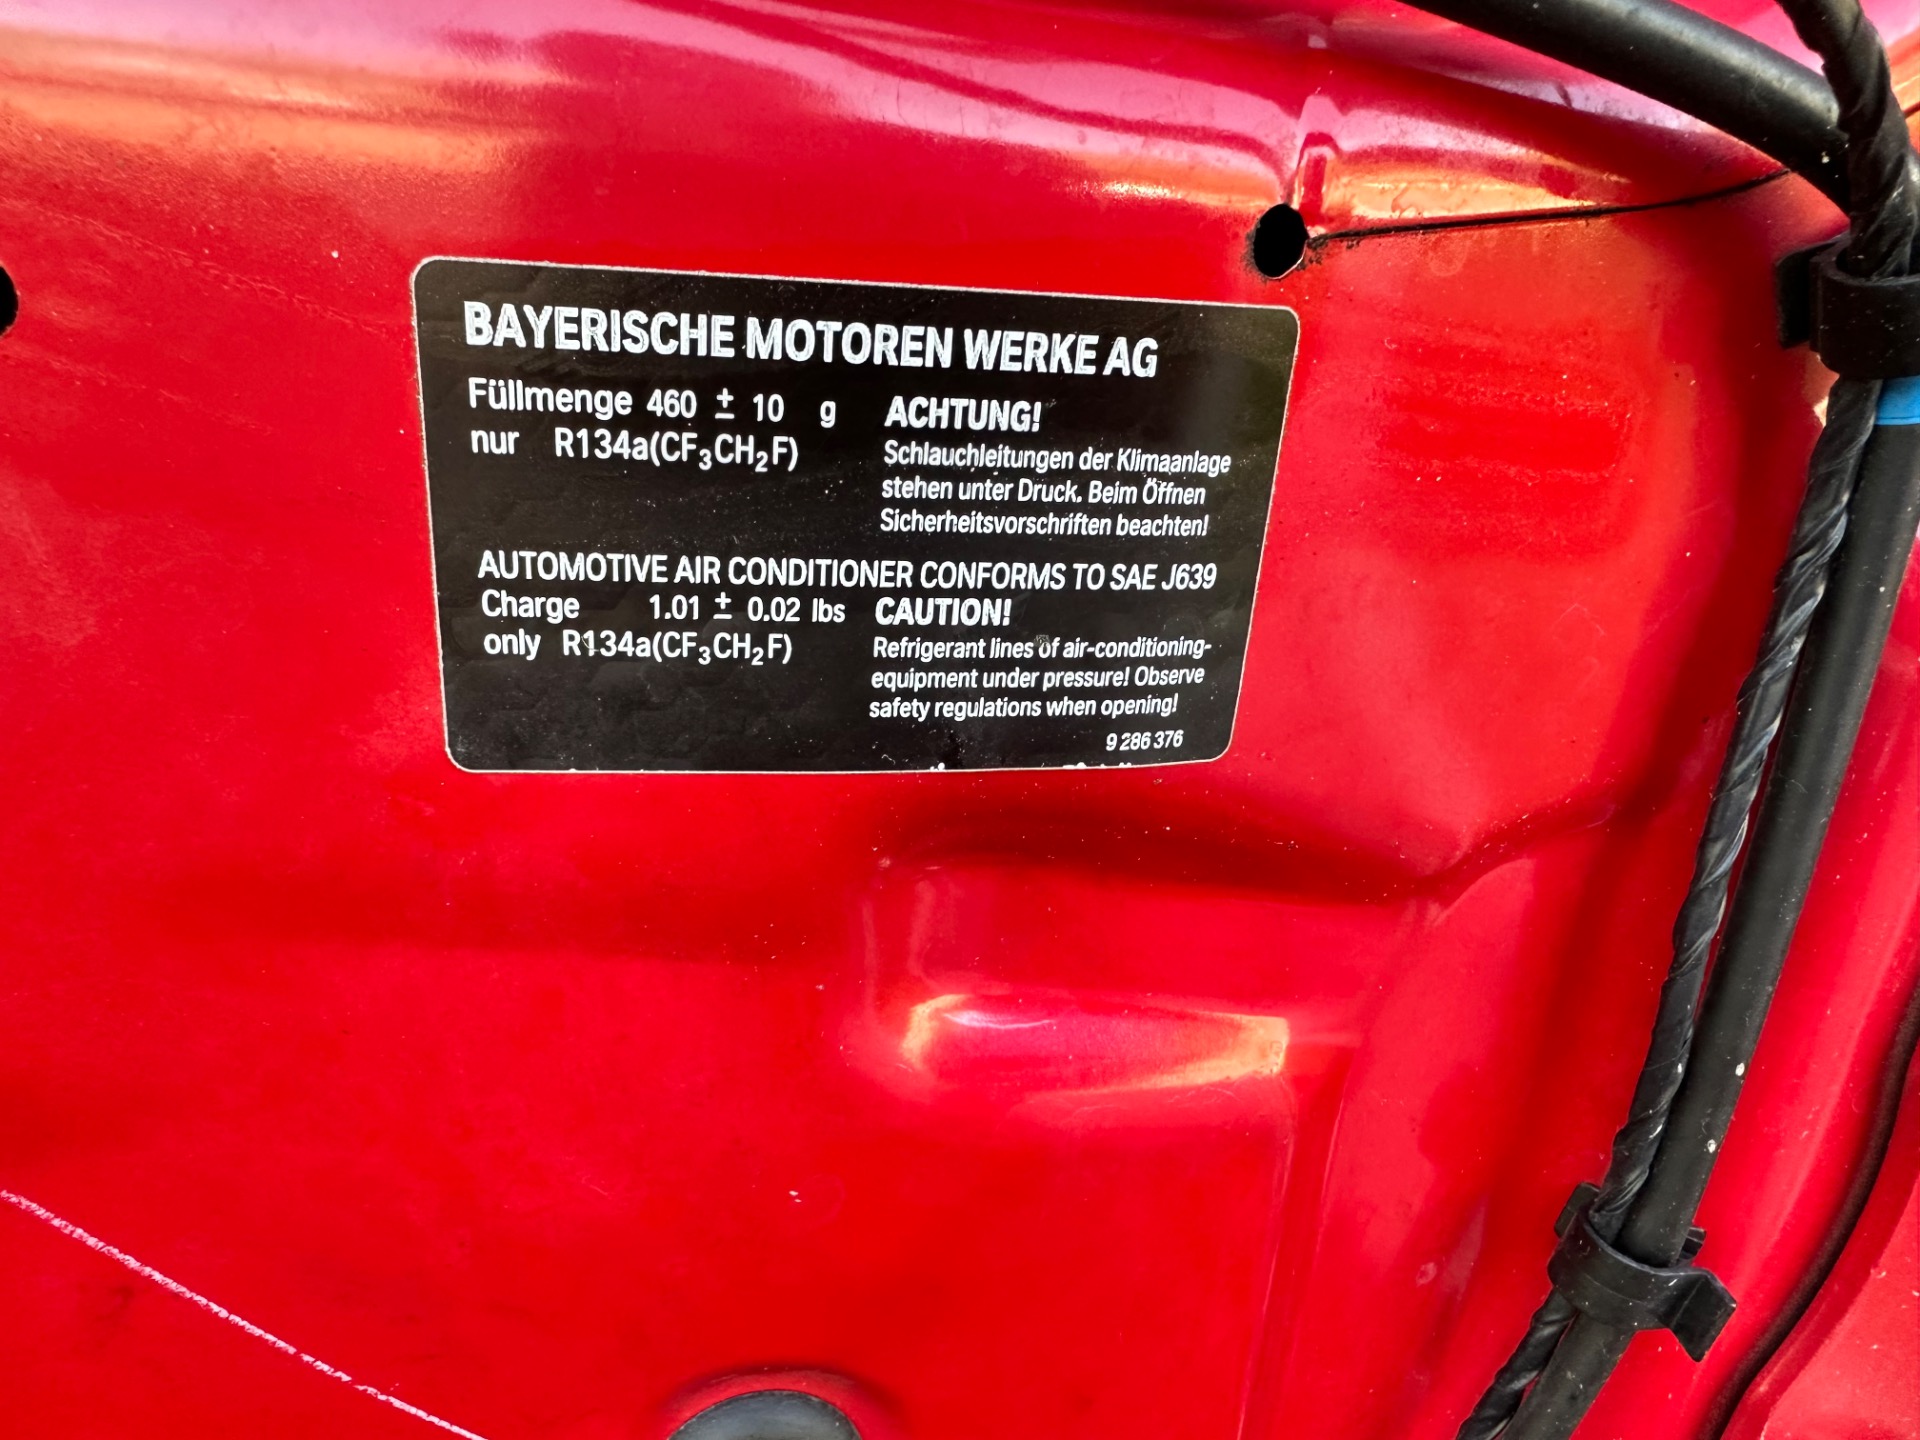 BAYERISCHE MOTOREN WERKE AG
Füllmenge 460 ± 10 g
nur R134a(CF₃CH₂F)
ACHTUNG!
Schlauchleitungen der Klimaanlage
stehen unter Druck. Beim Öffnen
Sicherheitsvorschriften beachten!
AUTOMOTIVE AIR CONDITIONER CONFORMS TO SAE J639
Charge 1.01 ± 0.02 lbs
only R134a(CF₃CH₂F)
CAUTION!
Refrigerant lines of air-conditioning-
equipment under pressure! Observe
safety regulations when opening!
9 286 376